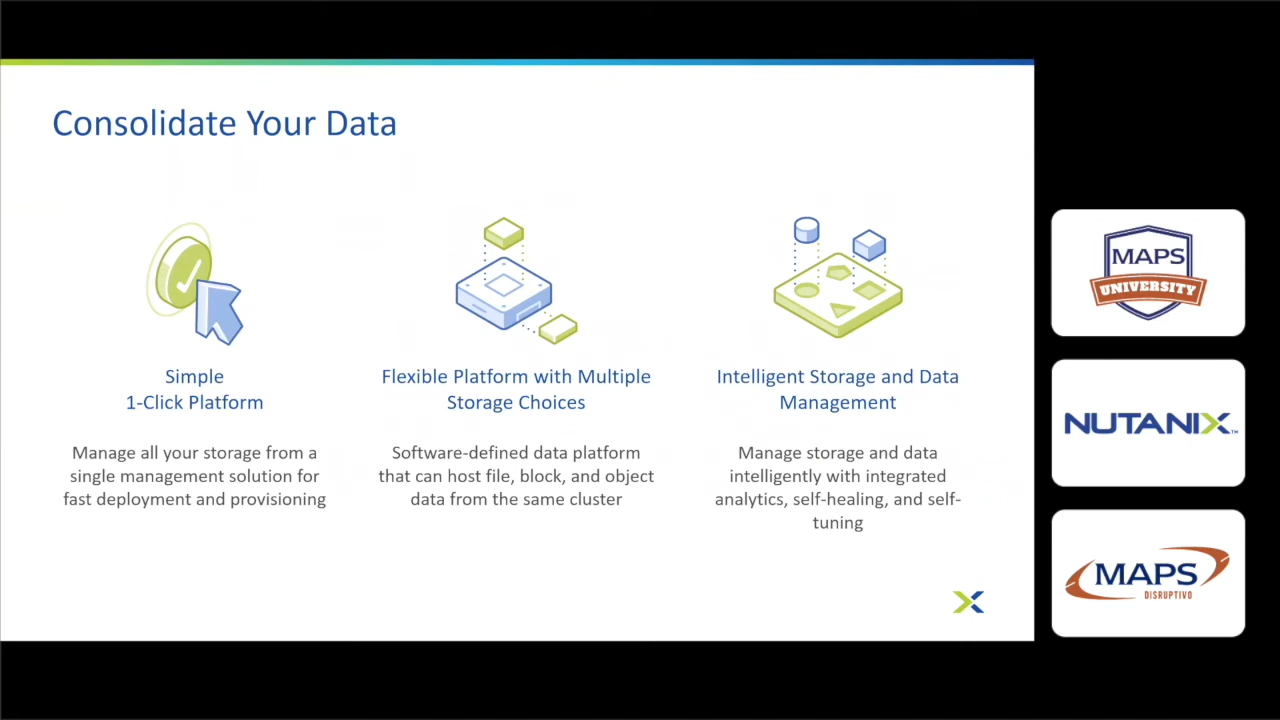 Consolidate Your Data
Simple
1-Click Platform
Manage all your storage from a
single management solution for
fast deployment and provisioning
Flexible Platform with Multiple
Storage Choices
Software-defined data platform
that can host file, block, and object
data from the same cluster
Intelligent Storage and Data
Management
Manage storage and data
intelligently with integrated
analytics, self-healing, and self-
tuning
MAPS
UNIVERSITY
NUTANIX™
MAPS
DISRUPTIVO